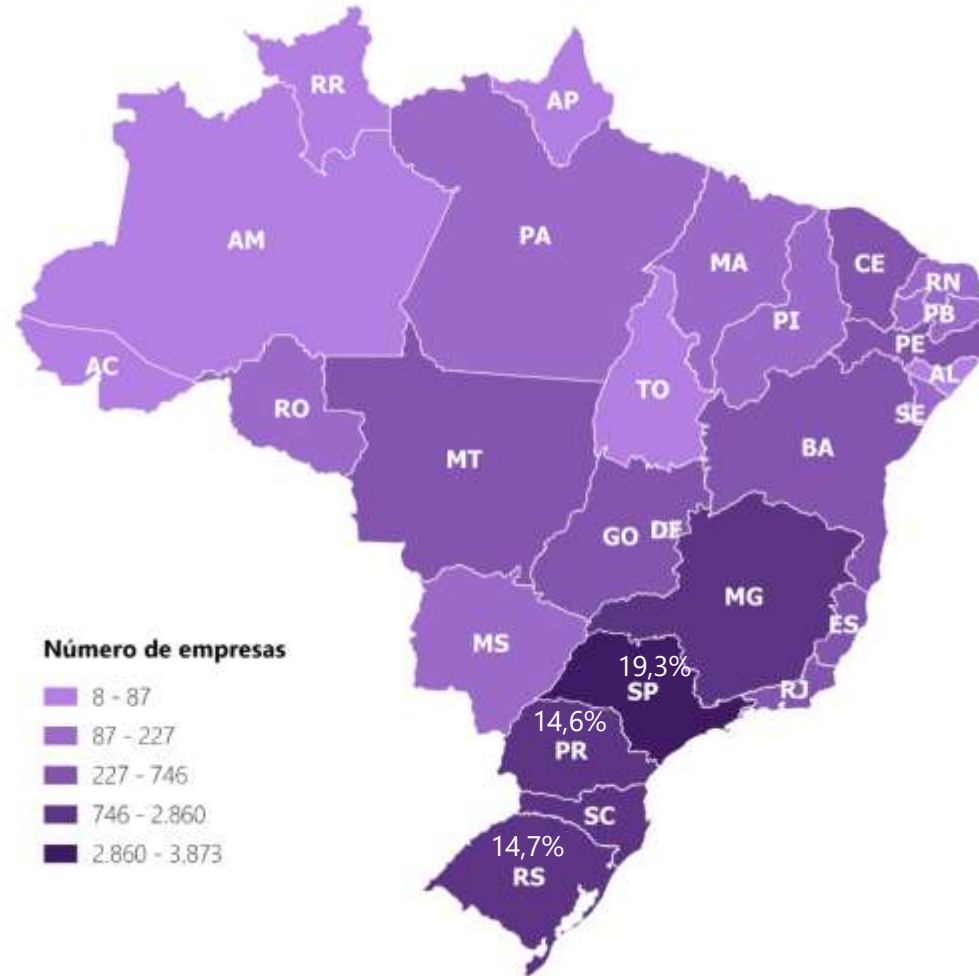 RR
AP
AM
PA
MA
CE
RN
PI
PB
PE
AC
AL
TO
RO
SE
BA
MT
GO
DF
MG
ES
Número de empresas
MS
19,3%
SP
RJ
8 - 87
14,6%
87 - 227
PR
227 - 746
746 - 2.860
SC
2.860 - 3.873
14,7%
RS